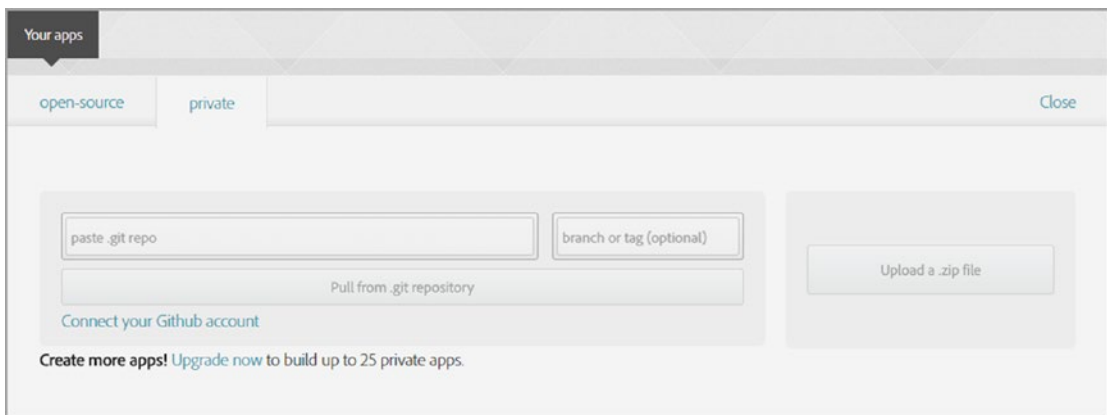 Your apps
open-source
private
Close
paste .git repo
branch or tag (optional)
Upload a .zip file
Pull from .git repository
Connect your Github account
Create more apps! Upgrade now to build up to 25 private apps.